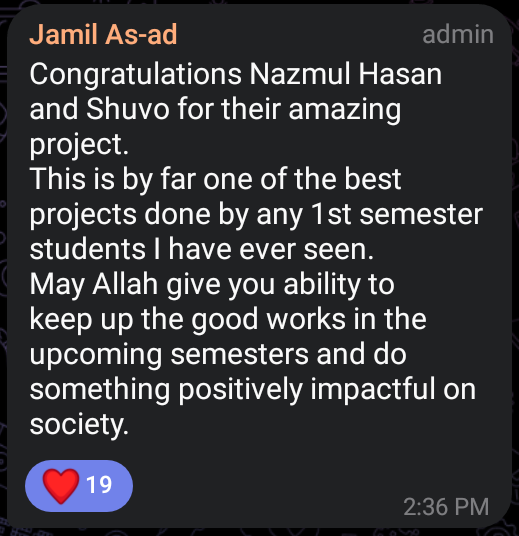 Jamil As-ad admin
Congratulations Nazmul Hasan
and Shuvo for their amazing
project.
This is by far one of the best
projects done by any 1st semester
students I have ever seen.
May Allah give you ability to
keep up the good works in the
upcoming semesters and do
something positively impactful on
society.
19
2:36 PM